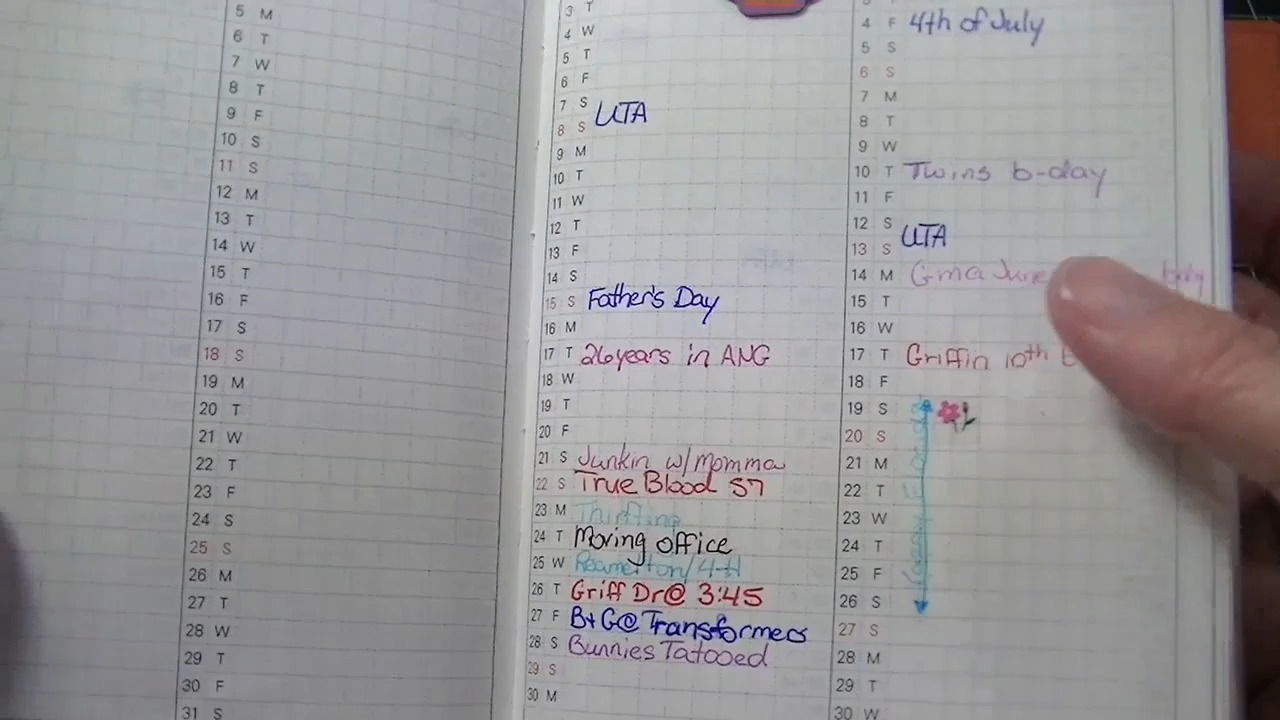 5 M
6 T
7 W
8 T
9 F
10 S
11 S
12 M
13 T
14 W
15 T
16 F
17 S
18 S
19 M
20 T
21 W
22 T
23 F
24 S
25 S
26 M
27 T
28 W
29 T
30 F
31 S
3 T
4 W
5 T
6 F
7 S
UTA
8 S
9 M
10 T
11 W
12 T
13 F
14 S
15 S Father's Day
16 M
17 T 26 years in ANG
18 W
19 T
20 F
21 S Junkin w/ momma
22 S True Blood S7
23 M Thrifting
24 T Moving office
25 W /4-H
26 T Griff Dr @ 3:45
27 F B+G @ Transformers
28 S Bunnies Tatooed
29 S
30 M
4 F 4th of July
5 S
6 S
7 M
8 T
9 W
10 T Twins b-day
11 F
12 S
UTA
13 S
14 M Gma June
15 T
16 W
17 T Griffin 10th
18 F
19 S
20 S
21 M
22 T
23 W
24 T
25 F
26 S
27 S
28 M
29 T
30 W